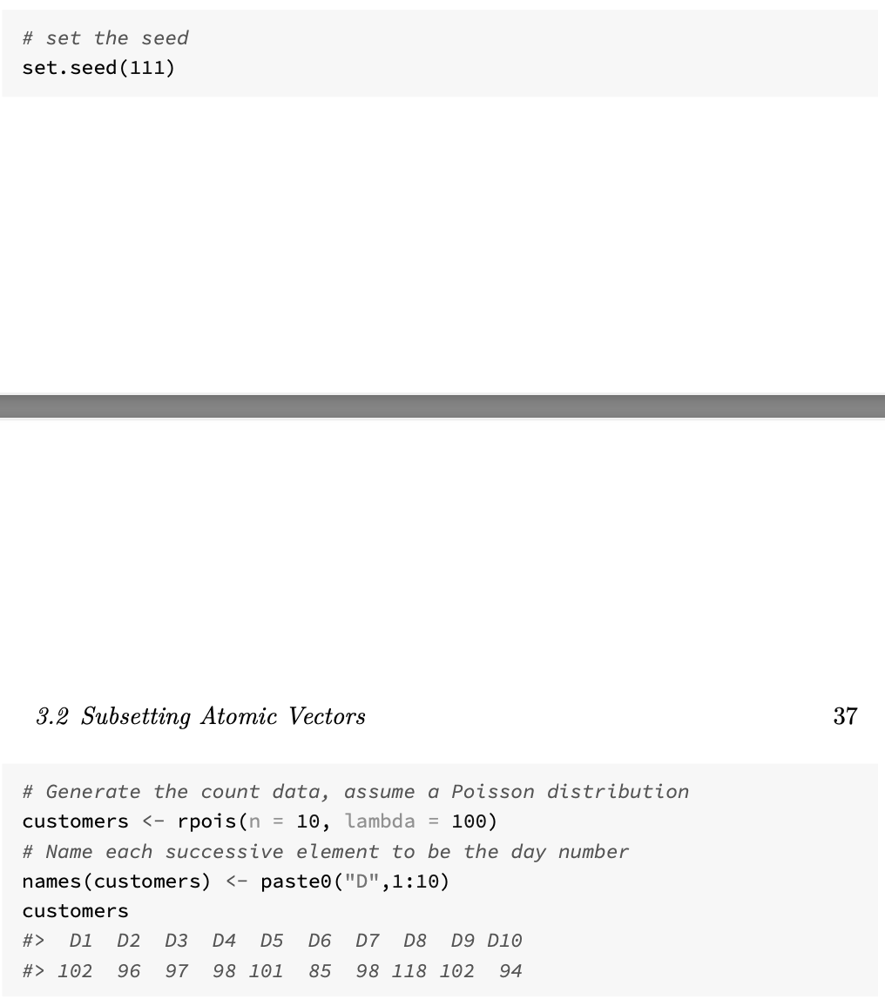 # set the seed
set.seed(111)
3.2 Subsetting Atomic Vectors 37
# Generate the count data, assume a Poisson distribution
customers <- rpois(n = 10, lambda = 100)
# Name each successive element to be the day number
names(customers) <- paste0("D",1:10)
customers
#>  D1  D2  D3  D4  D5  D6  D7  D8  D9 D10
#> 102  96  97  98 101  85  98 118 102  94